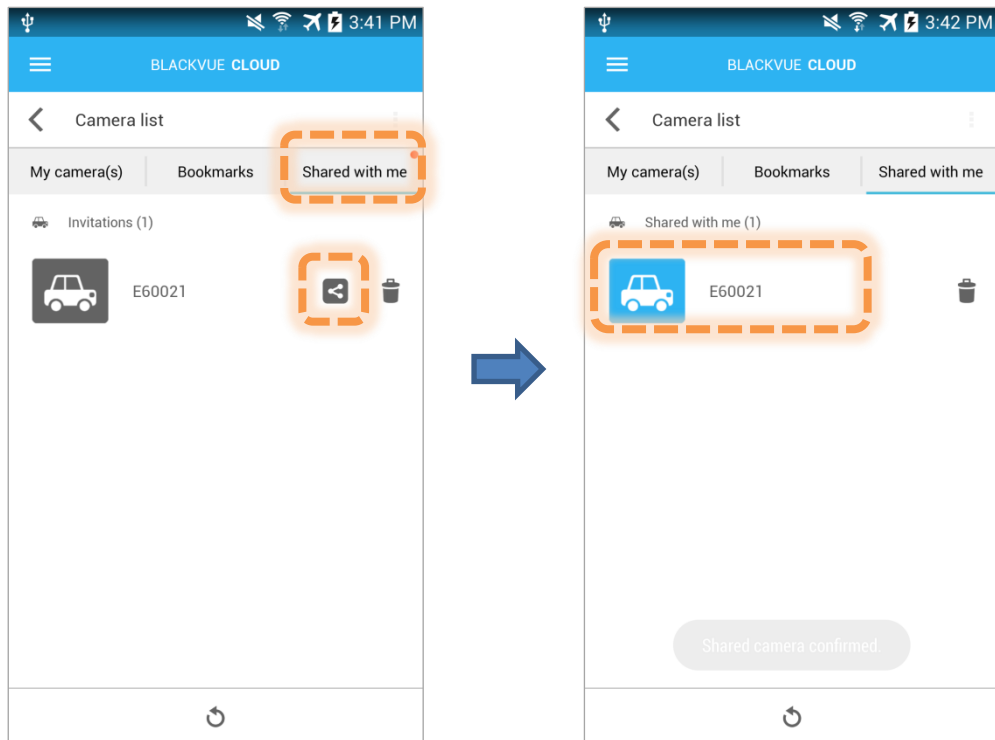 3:41 PM
BLACKVUE CLOUD
Camera list
My camera(s) Bookmarks Shared with me
Invitations (1)
E60021
3:42 PM
BLACKVUE CLOUD
Camera list
My camera(s) Bookmarks Shared with me
Shared with me (1)
E60021
Shared camera confirmed.